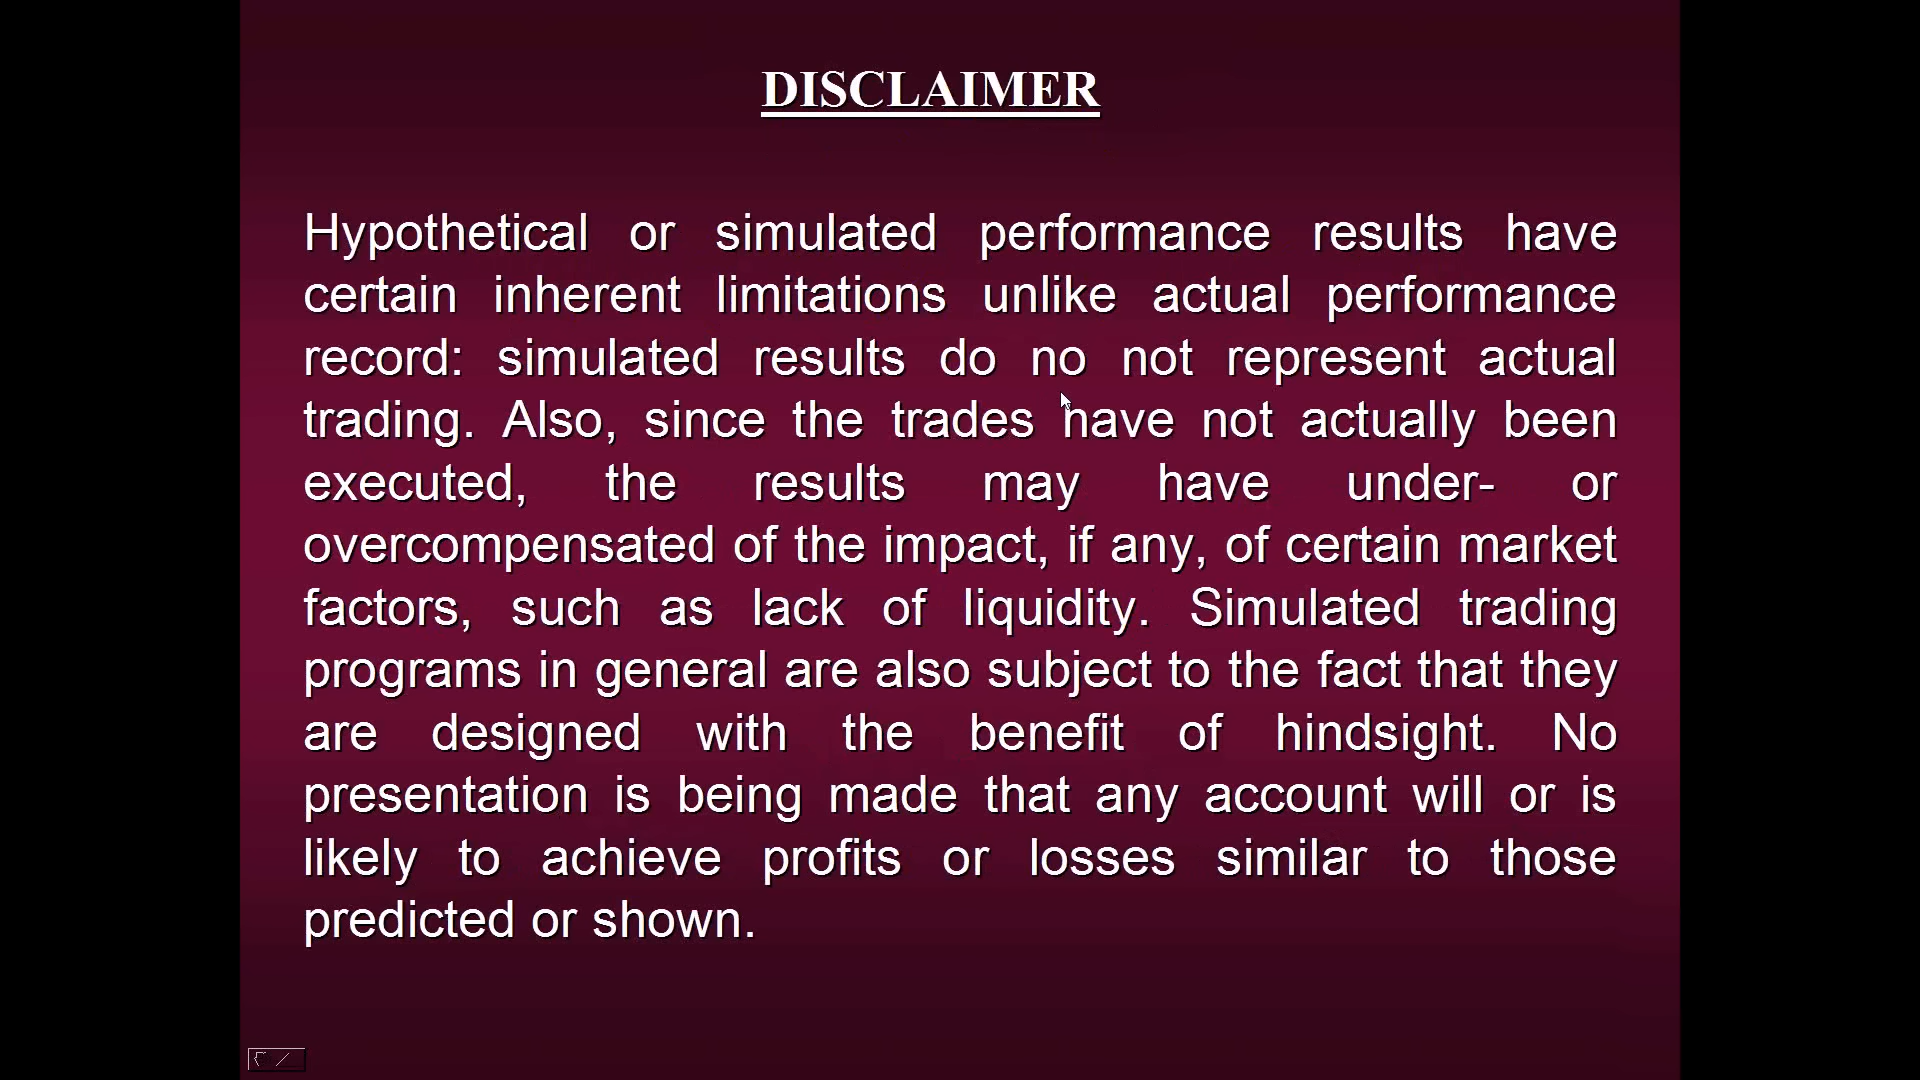 DISCLAIMER
Hypothetical or simulated performance results have
certain inherent limitations unlike actual performance
record: simulated results do no not represent actual
trading. Also, since the trades have not actually been
executed, the results may have under- or
overcompensated of the impact, if any, of certain market
factors, such as lack of liquidity. Simulated trading
programs in general are also subject to the fact that they
are designed with the benefit of hindsight. No
presentation is being made that any account will or is
likely to achieve profits or losses similar to those
predicted or shown.